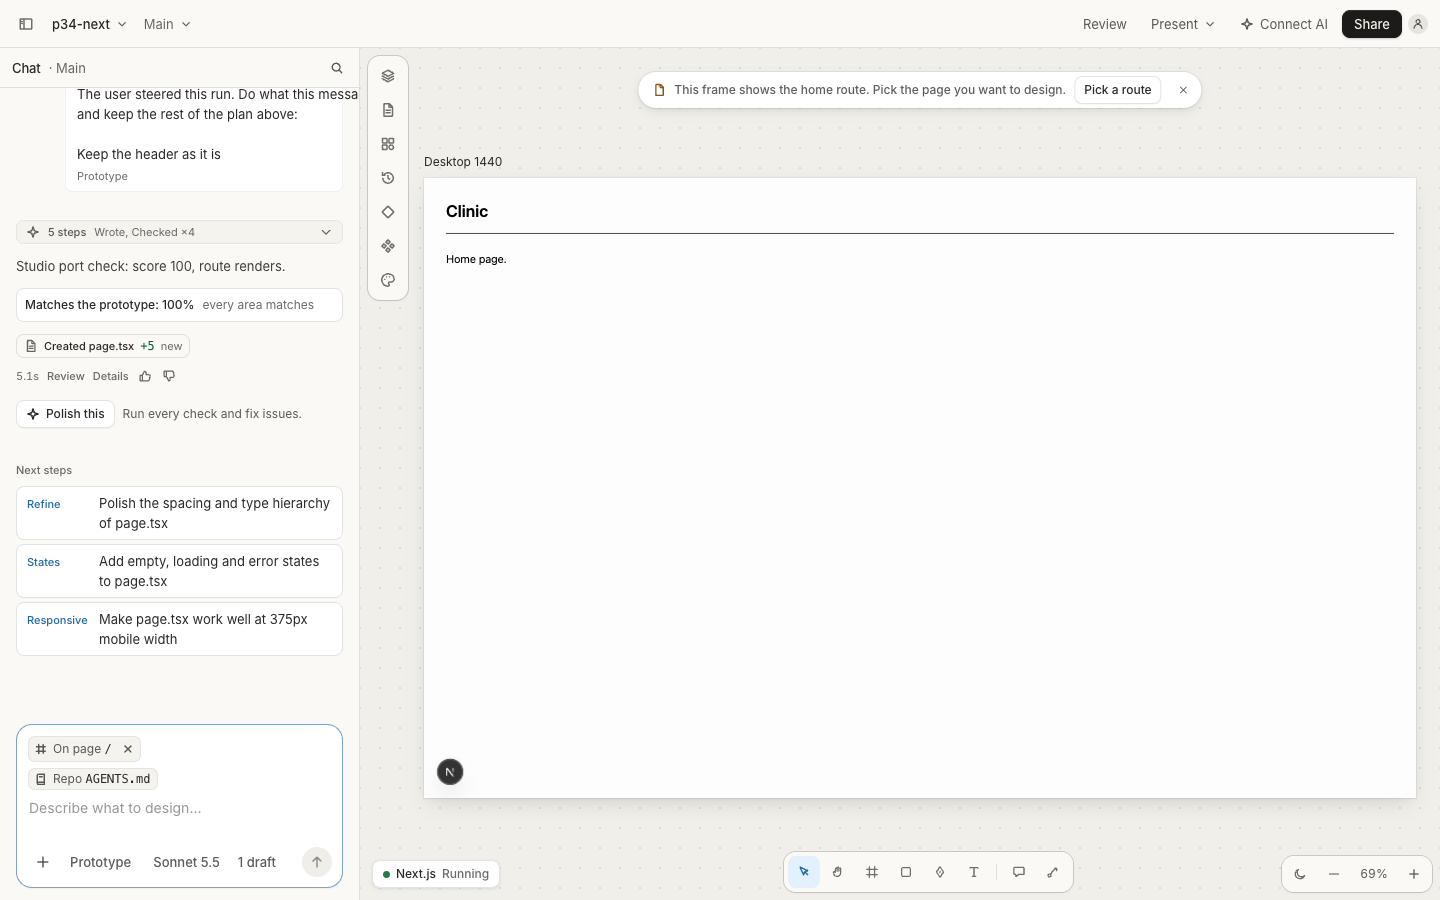 p34-next
Main
Review
Present
Connect AI
Share
Chat · Main
The user steered this run. Do what this messa
and keep the rest of the plan above:
Keep the header as it is
Prototype
5 steps Wrote, Checked ×4
Studio port check: score 100, route renders.
Matches the prototype: 100% every area matches
Created page.tsx +5 new
5.1s Review Details
Polish this Run every check and fix issues.
Next steps
Refine Polish the spacing and type hierarchy
of page.tsx
States Add empty, loading and error states
to page.tsx
Responsive Make page.tsx work well at 375px
mobile width
On page /
Repo AGENTS.md
Describe what to design...
Prototype Sonnet 5.5 1 draft
This frame shows the home route. Pick the page you want to design. Pick a route
Desktop 1440
Clinic
Home page.
N
Next.js Running
T
69%